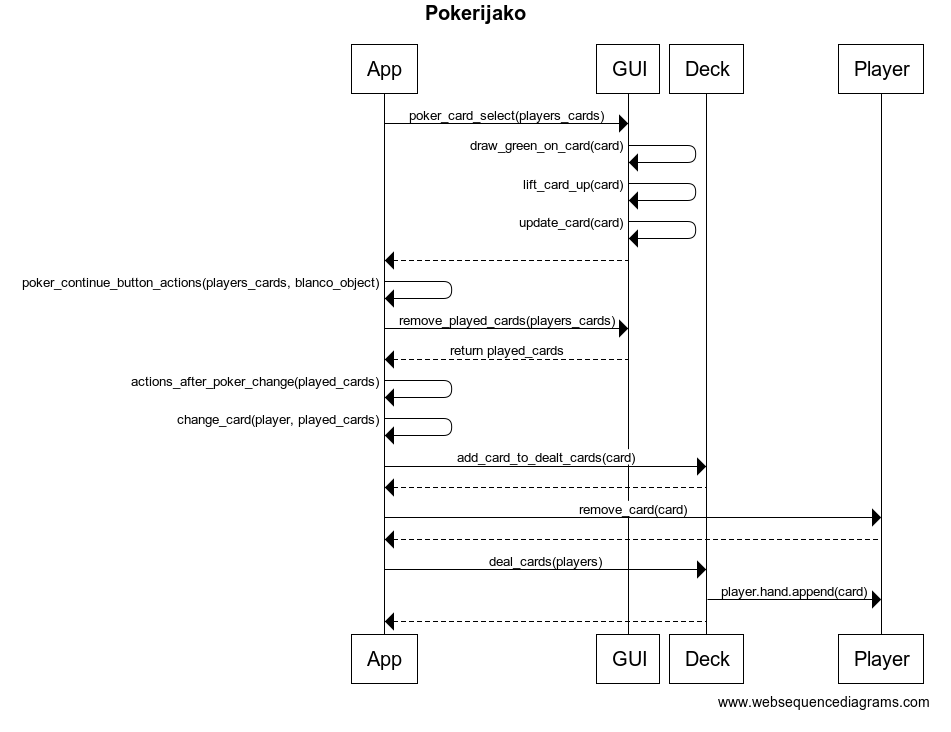 Pokerijako
App
GUI
Deck
Player
poker_card_select(players_cards)
draw_green_on_card(card)
lift_card_up(card)
update_card(card)
poker_continue_button_actions(players_cards, blanco_object)
remove_played_cards(players_cards)
return played_cards
actions_after_poker_change(played_cards)
change_card(player, played_cards)
add_card_to_dealt_cards(card)
remove_card(card)
deal_cards(players)
player.hand.append(card)
App
GUI
Deck
Player
www.websequencediagrams.com